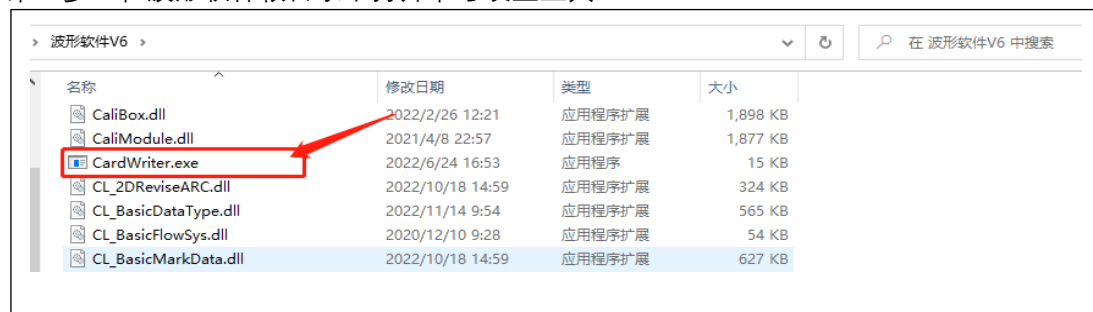 › 波形软件V6 ›
在 波形软件V6 中搜索
名称 修改日期 类型 大小
CaliBox.dll 2022/2/26 12:21 应用程序扩展 1,898 KB
CaliModule.dll 2021/4/8 22:57 应用程序扩展 1,877 KB
CardWriter.exe 2022/6/24 16:53 应用程序 15 KB
CL_2DReviseARC.dll 2022/10/18 14:59 应用程序扩展 324 KB
CL_BasicDataType.dll 2022/11/14 9:54 应用程序扩展 565 KB
CL_BasicFlowSys.dll 2020/12/10 9:28 应用程序扩展 54 KB
CL_BasicMarkData.dll 2022/10/18 14:59 应用程序扩展 627 KB